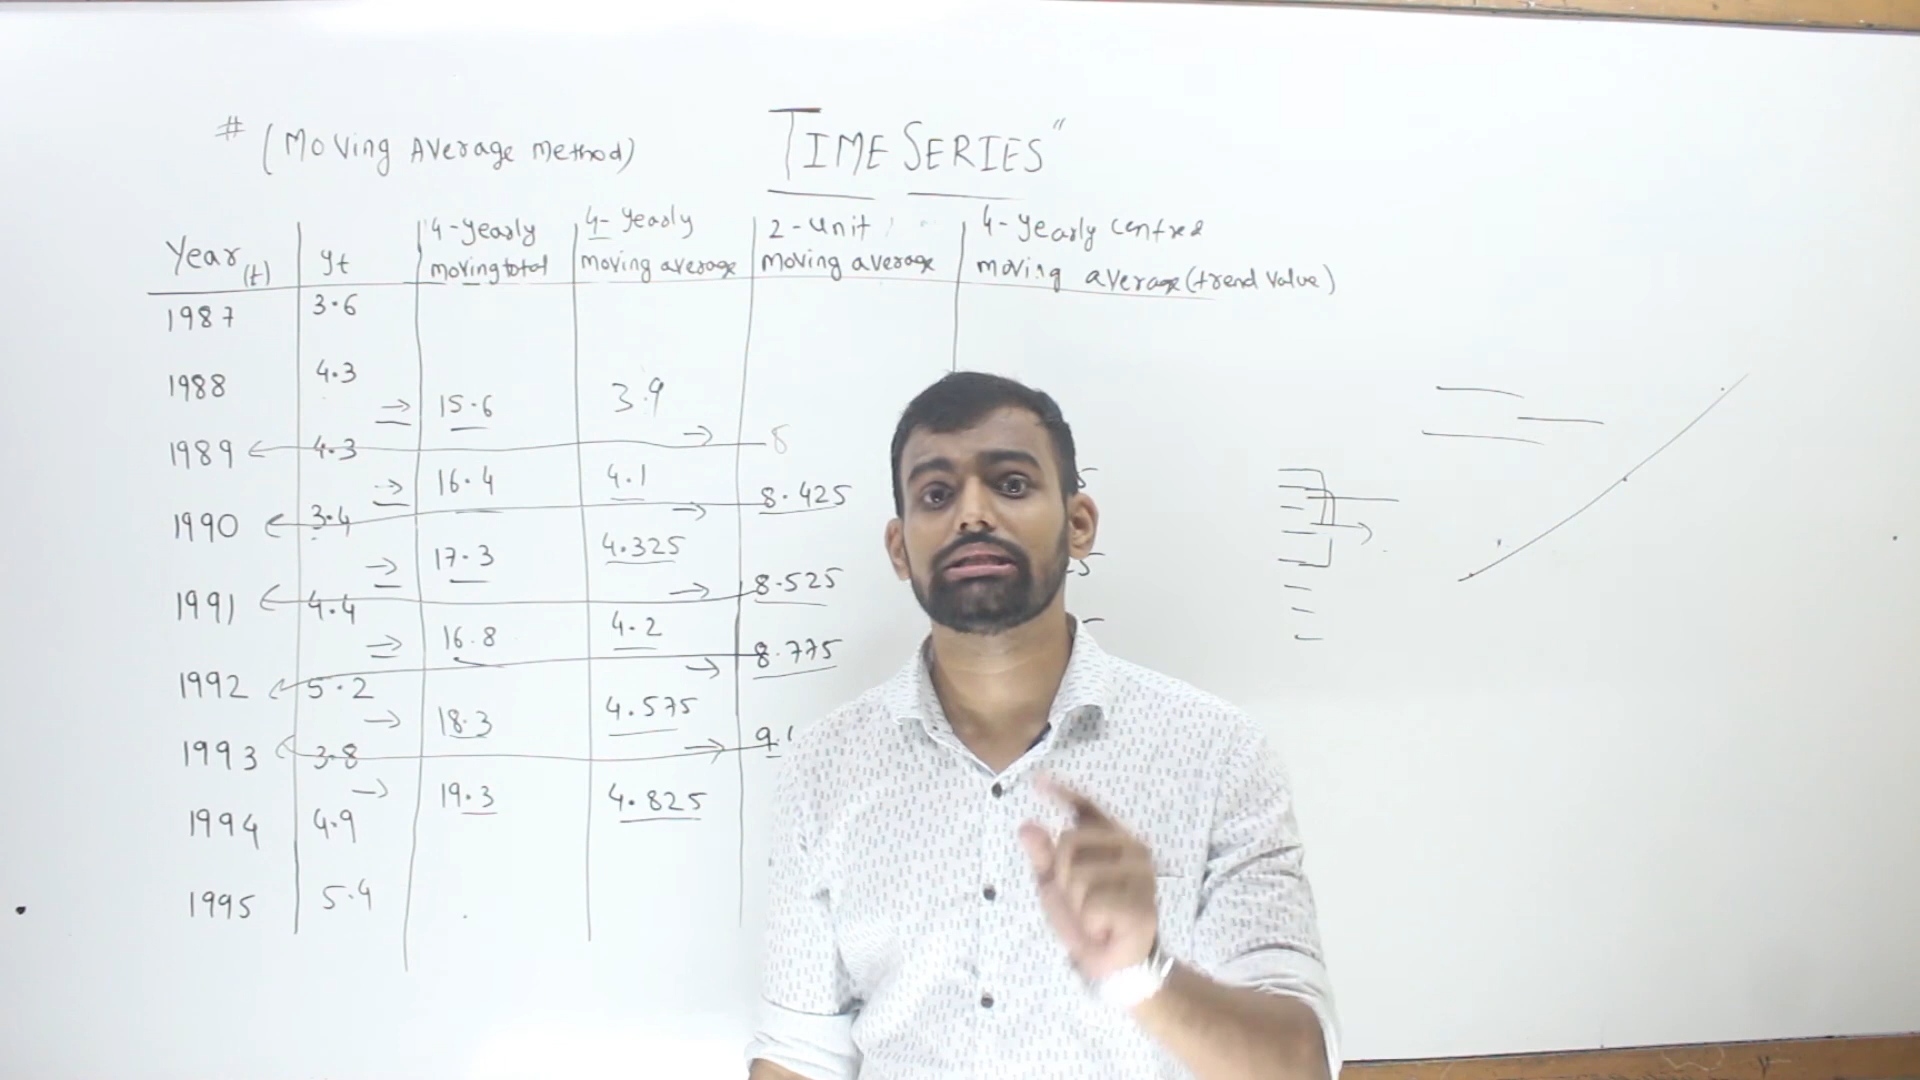 # (Moving Average Method)
TIME SERIES"
Year (t)
yt
4-yearly moving total
4-yearly moving average
2-unit moving average
4-yearly centred moving average (trend value)
1987 3.6
1988 4.3
15.6 3.9
1989 4.3
16.4 4.1
1990 3.4 8.425
17.3 4.325
1991 4.4 8.525
16.8 4.2
1992 5.2 8.775
18.3 4.575
1993 3.8 9.
19.3 4.825
1994 4.9
1995 5.4